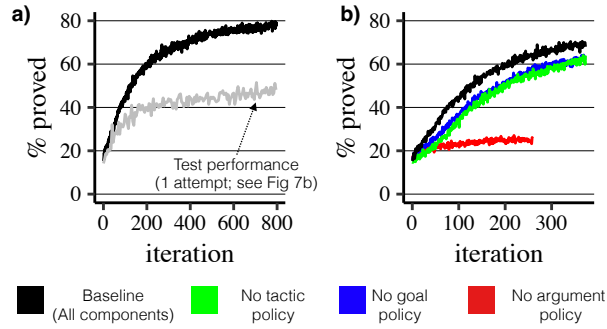 a)
b)
% proved
80
60
40
20
0
Test performance
(1 attempt; see Fig 7b)
0 200 400 600 800
iteration
% proved
80
60
40
20
0
0 100 200 300
iteration
Baseline
(All components)
No tactic
policy
No goal
policy
No argument
policy